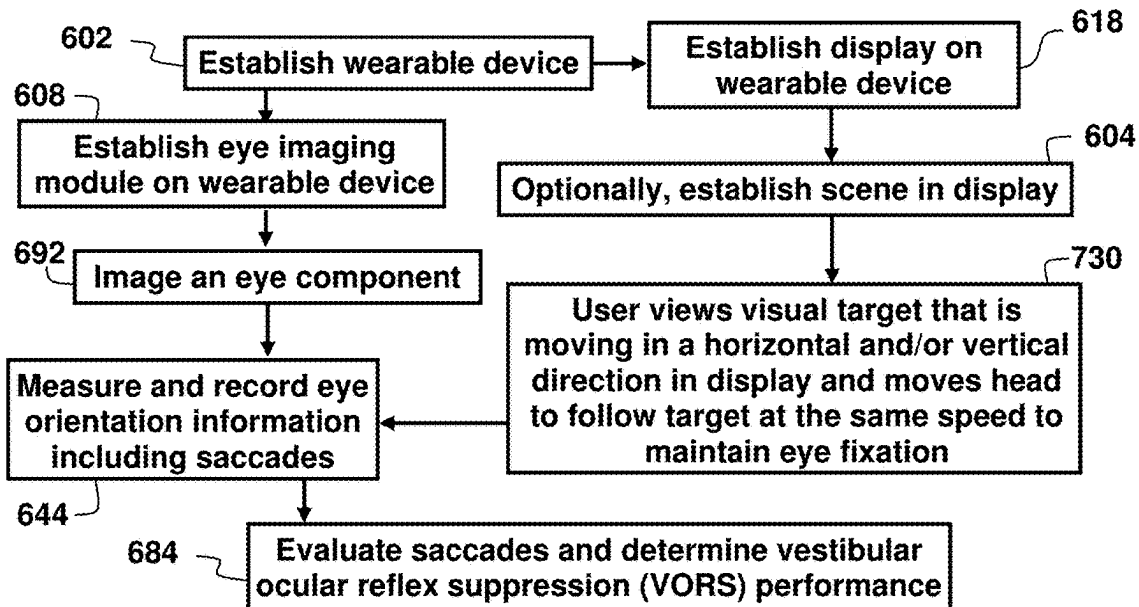 602
Establish wearable device
618
Establish display on
wearable device
608
Establish eye imaging
module on wearable device
604
Optionally, establish scene in display
692
Image an eye component
730
User views visual target that is
moving in a horizontal and/or vertical
direction in display and moves head
to follow target at the same speed to
maintain eye fixation
Measure and record eye
orientation information
including saccades
644
684
Evaluate saccades and determine vestibular
ocular reflex suppression (VORS) performance